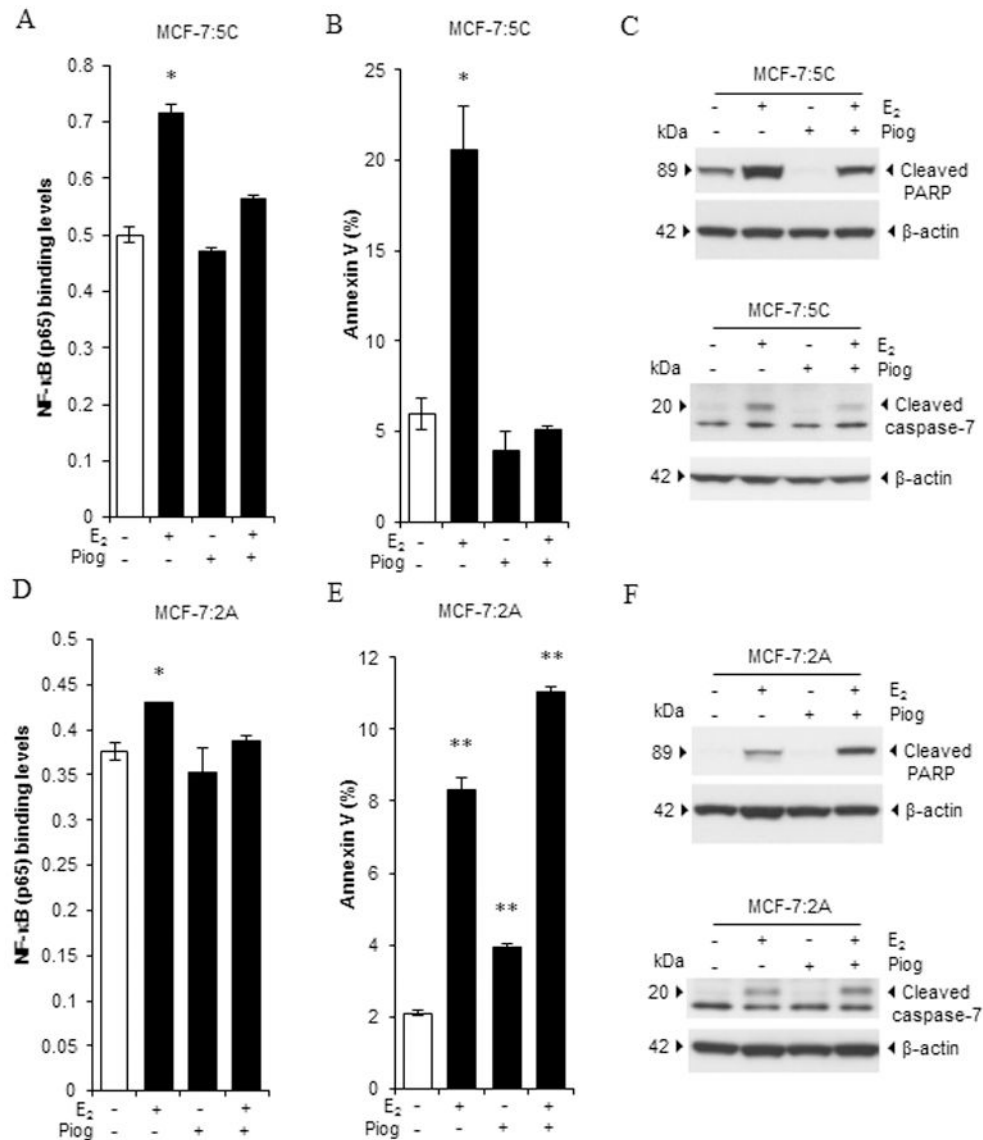 A
MCF-7:5C
NF-κB (p65) binding levels
0.8
0.7
0.6
0.5
0.4
0.3
0.2
0.1
0
*
E₂ - + - +
Piog - - + +
B
MCF-7:5C
Annexin V (%)
25
20
15
10
5
0
*
E₂ - + - +
Piog - - + +
C
MCF-7:5C
- + - + E₂
kDa - - + + Piog
89 ▶ ◀ Cleaved
PARP
42 ▶ ◀ β-actin
MCF-7:5C
- + - + E₂
kDa - - + + Piog
20 ▶ ◀ Cleaved
caspase-7
42 ▶ ◀ β-actin
D
MCF-7:2A
NF-κB (p65) binding levels
0.5
0.45
0.4
0.35
0.3
0.25
0.2
0.15
0.1
0.05
0
*
E₂ - + - +
Piog - - + +
E
MCF-7:2A
Annexin V (%)
12
10
8
6
4
2
0
**
**
**
E₂ - + - +
Piog - - + +
F
MCF-7:2A
- + - + E₂
kDa - - + + Piog
89 ▶ ◀ Cleaved
PARP
42 ▶ ◀ β-actin
MCF-7:2A
- + - + E₂
kDa - - + + Piog
20 ▶ ◀ Cleaved
caspase-7
42 ▶ ◀ β-actin